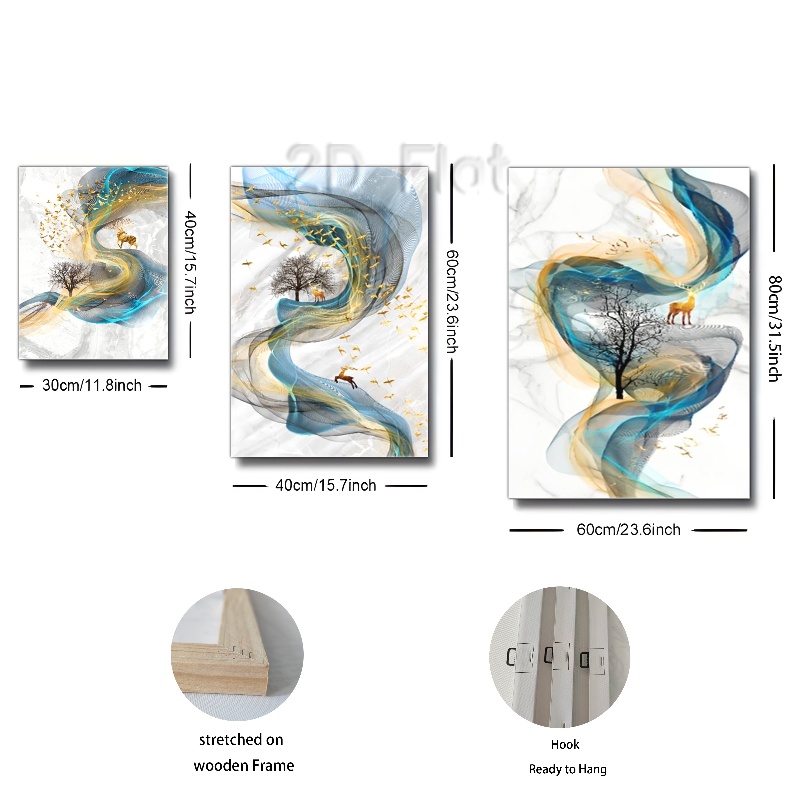 2D Flat
40cm/15.7inch
30cm/11.8inch
60cm/23.6inch
40cm/15.7inch
80cm/31.5inch
60cm/23.6inch
stretched on
wooden Frame
Hook
Ready to Hang